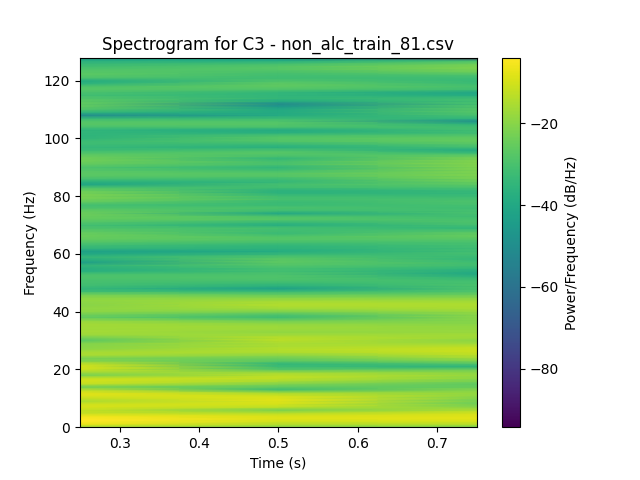 Spectrogram for C3 - non_alc_train_81.csv
120
100
80
60
40
20
0
Frequency (Hz)
0.3 0.4 0.5 0.6 0.7
Time (s)
−20
−40
−60
−80
Power/Frequency (dB/Hz)